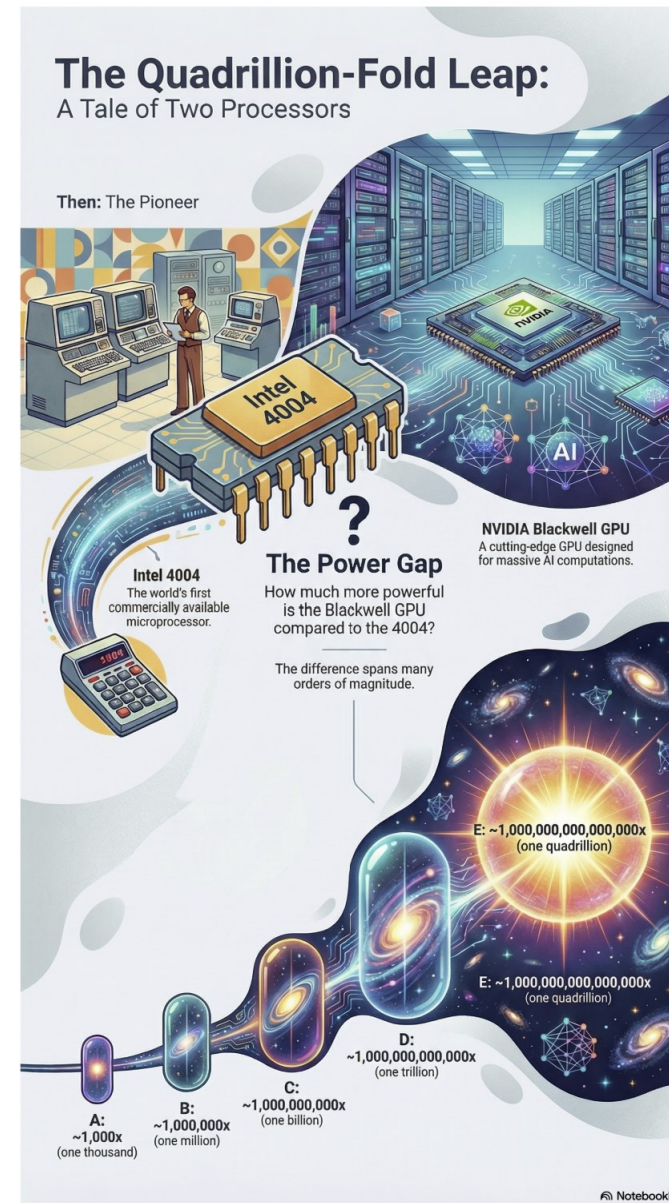 The Quadrillion-Fold Leap:
A Tale of Two Processors
Then: The Pioneer
NVIDIA
Intel
4004
AI
?
The Power Gap
How much more powerful
is the Blackwell GPU
compared to the 4004?
The difference spans many
orders of magnitude.
NVIDIA Blackwell GPU
A cutting-edge GPU designed
for massive AI computations.
Intel 4004
The world's first
commercially available
microprocessor.
E: ~1,000,000,000,000,000x
(one quadrillion)
E: ~1,000,000,000,000,000x
(one quadrillion)
D:
~1,000,000,000,000x
(one trillion)
C:
~1,000,000,000x
(one billion)
B:
~1,000,000x
(one million)
A:
~1,000x
(one thousand)
Notebook